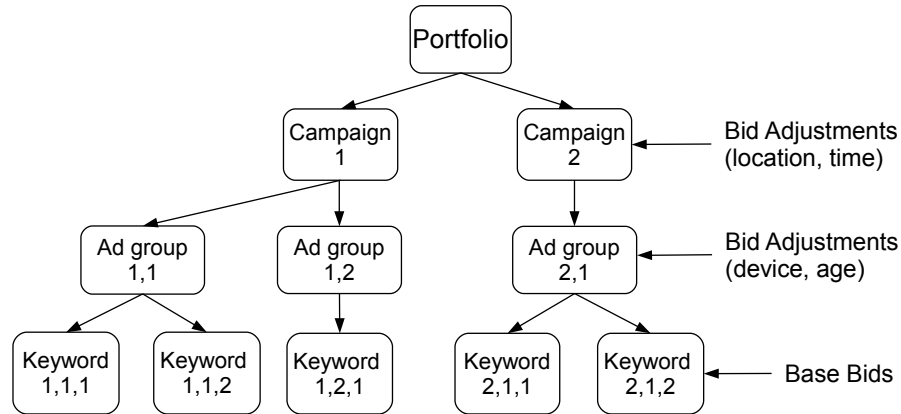 Portfolio
Campaign
1
Campaign
2
Bid Adjustments
(location, time)
Ad group
1,1
Ad group
1,2
Ad group
2,1
Bid Adjustments
(device, age)
Keyword
1,1,1
Keyword
1,1,2
Keyword
1,2,1
Keyword
2,1,1
Keyword
2,1,2
Base Bids